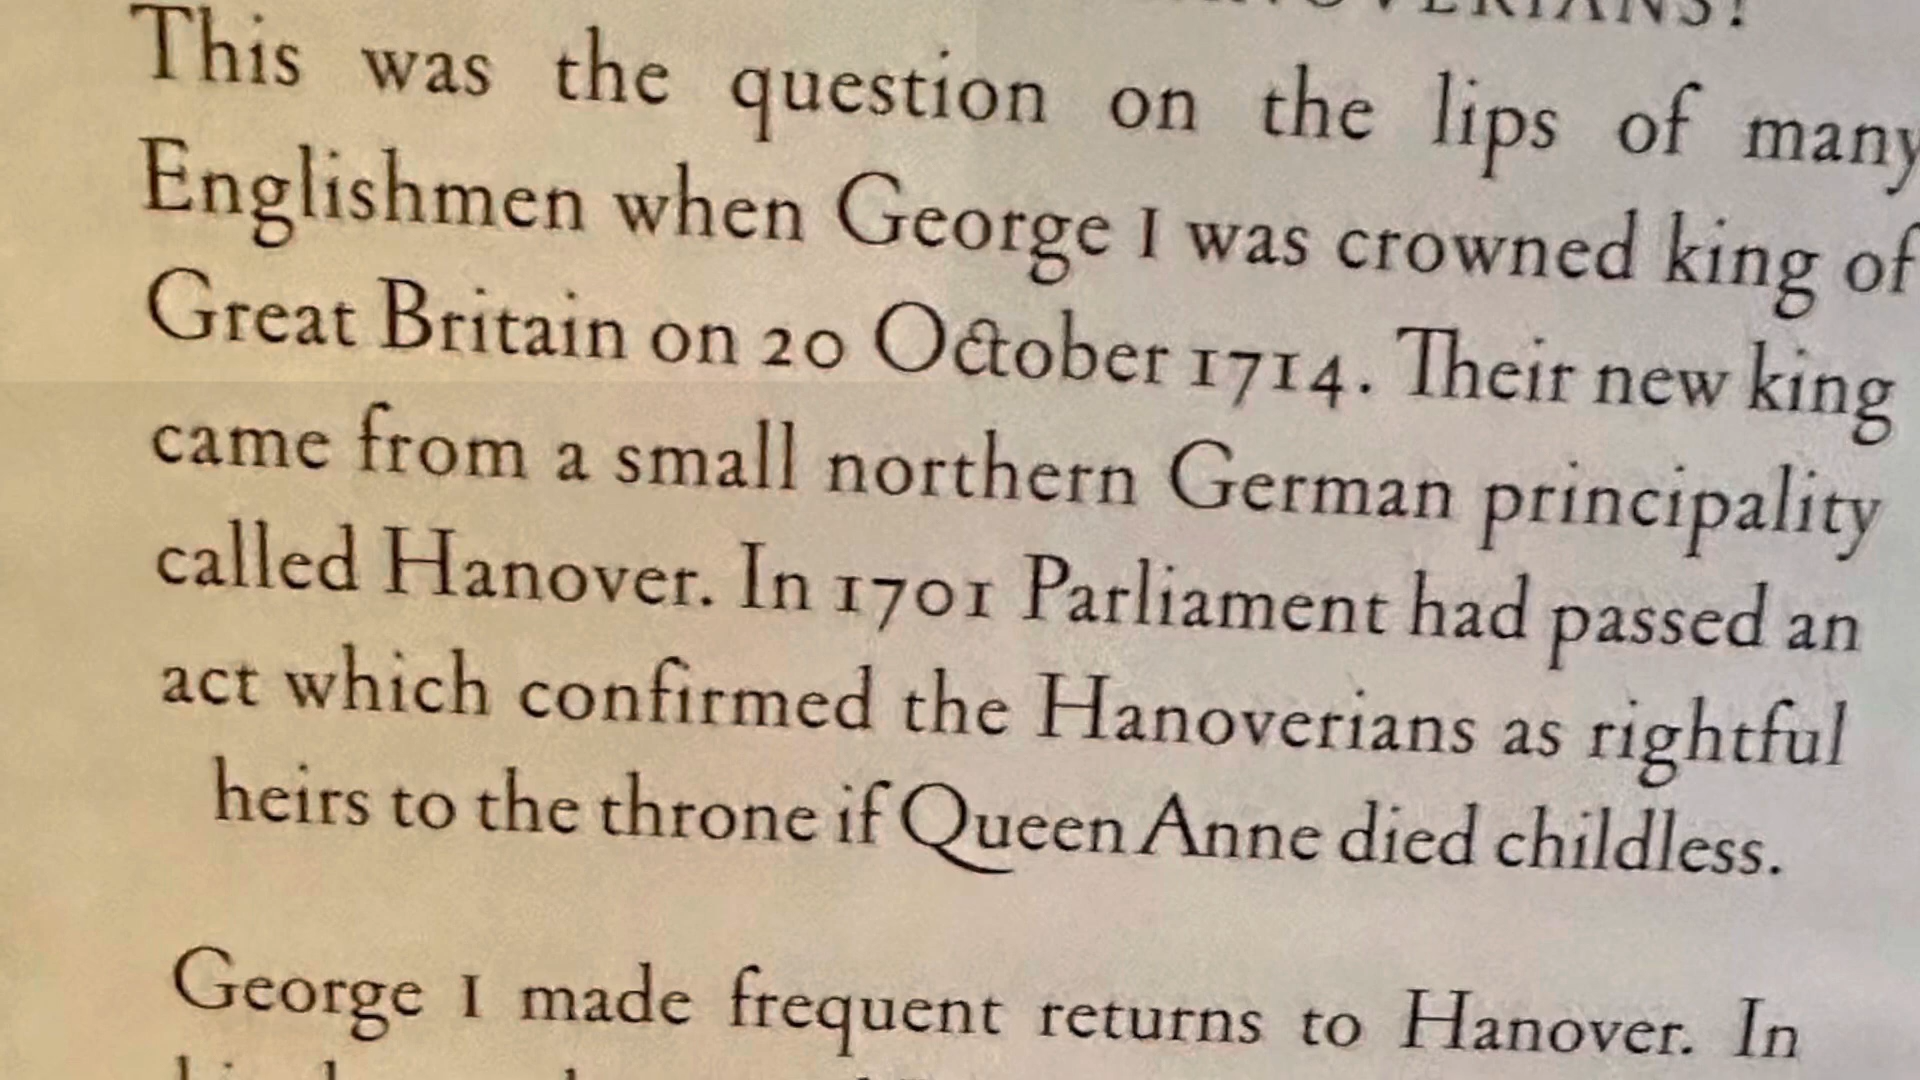 This was the question on the lips of many
Englishmen when George I was crowned king of
Great Britain on 20 October 1714. Their new king
came from a small northern German principality
called Hanover. In 1701 Parliament had passed an
act which confirmed the Hanoverians as rightful
heirs to the throne if Queen Anne died childless.
George I made frequent returns to Hanover. In